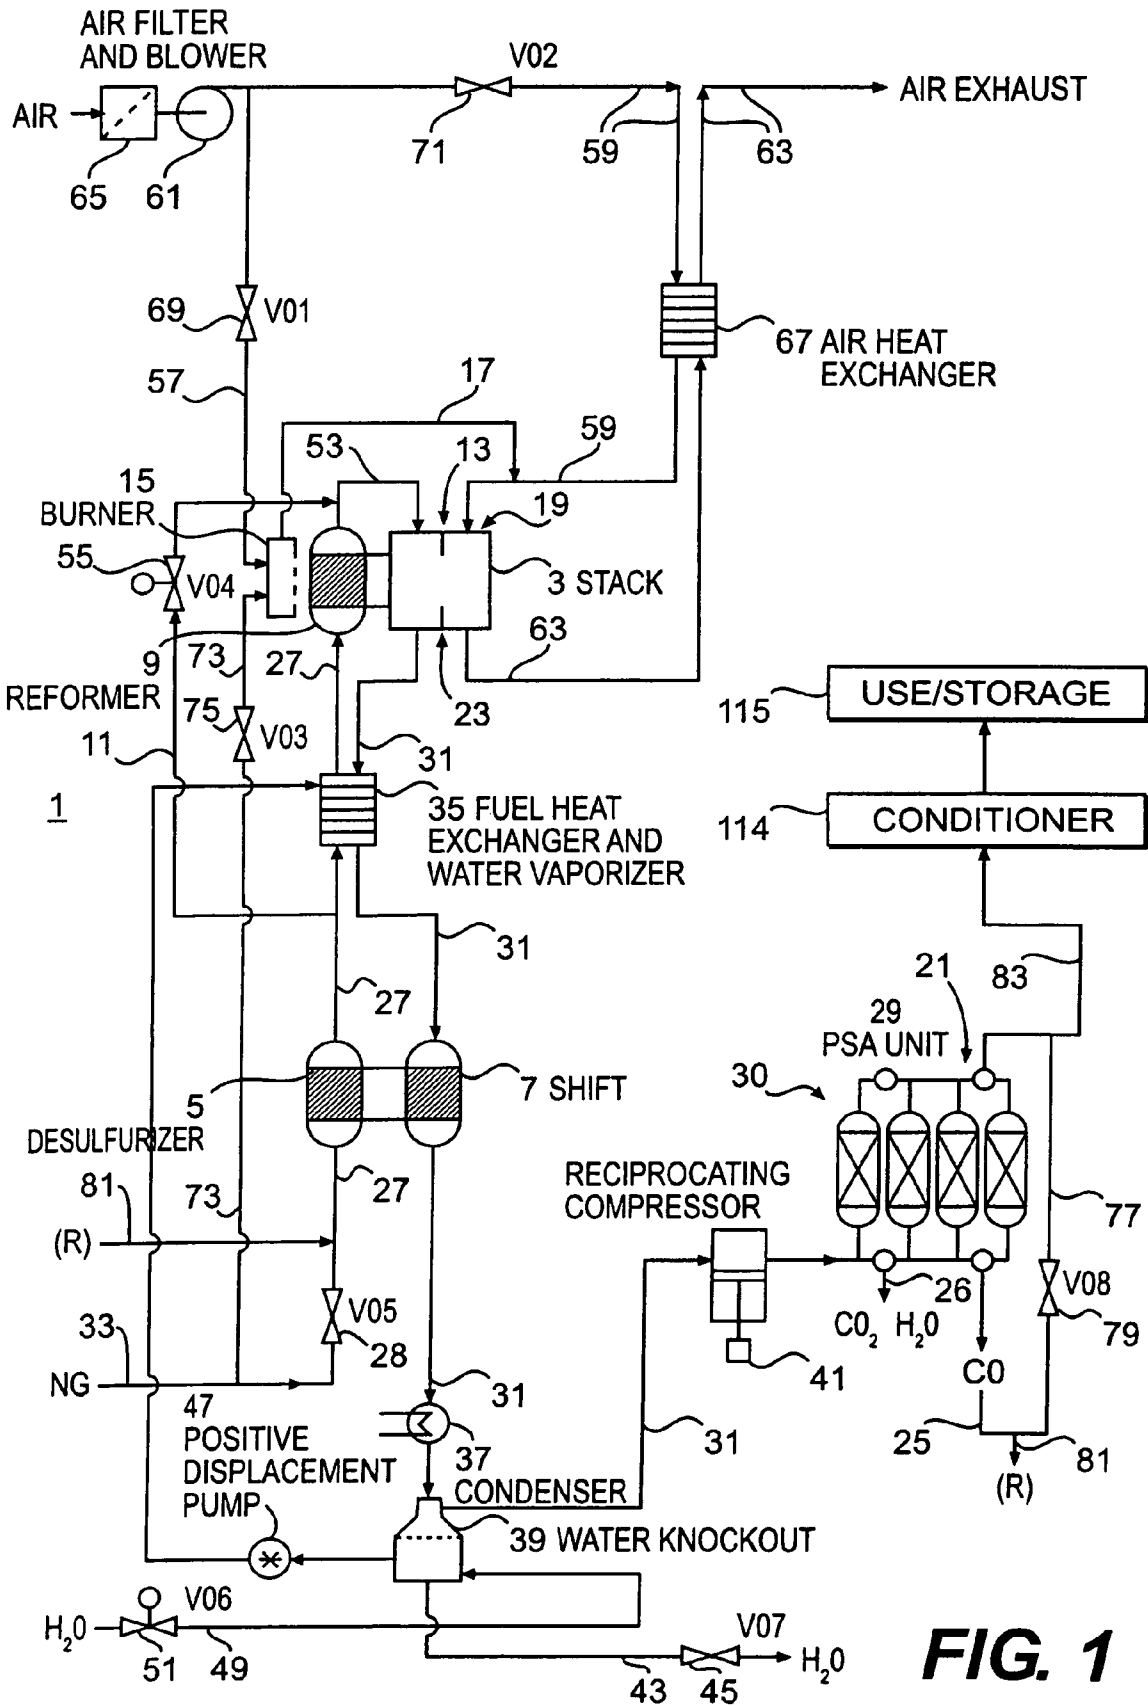 AIR FILTER
AND BLOWER
V02
AIR
AIR EXHAUST
65
61
71
59
63
69
V01
67 AIR HEAT
EXCHANGER
57
17
53
13
59
15
BURNER
19
55
V04
3 STACK
9
REFORMER
73
27
63
23
75
V03
11
31
1
35 FUEL HEAT
EXCHANGER AND
WATER VAPORIZER
115
USE/STORAGE
114
CONDITIONER
31
27
83
21
29
PSA UNIT
30
5
DESULFURIZER
7 SHIFT
27
RECIPROCATING
COMPRESSOR
81
73
(R)
77
V05
28
33
NG
26
CO2 H2O
V08
79
41
CO
31
31
25
81
(R)
47
POSITIVE
DISPLACEMENT
PUMP
37
CONDENSER
39 WATER KNOCKOUT
V06
H2O
51
49
V07
43
45
H2O
FIG. 1